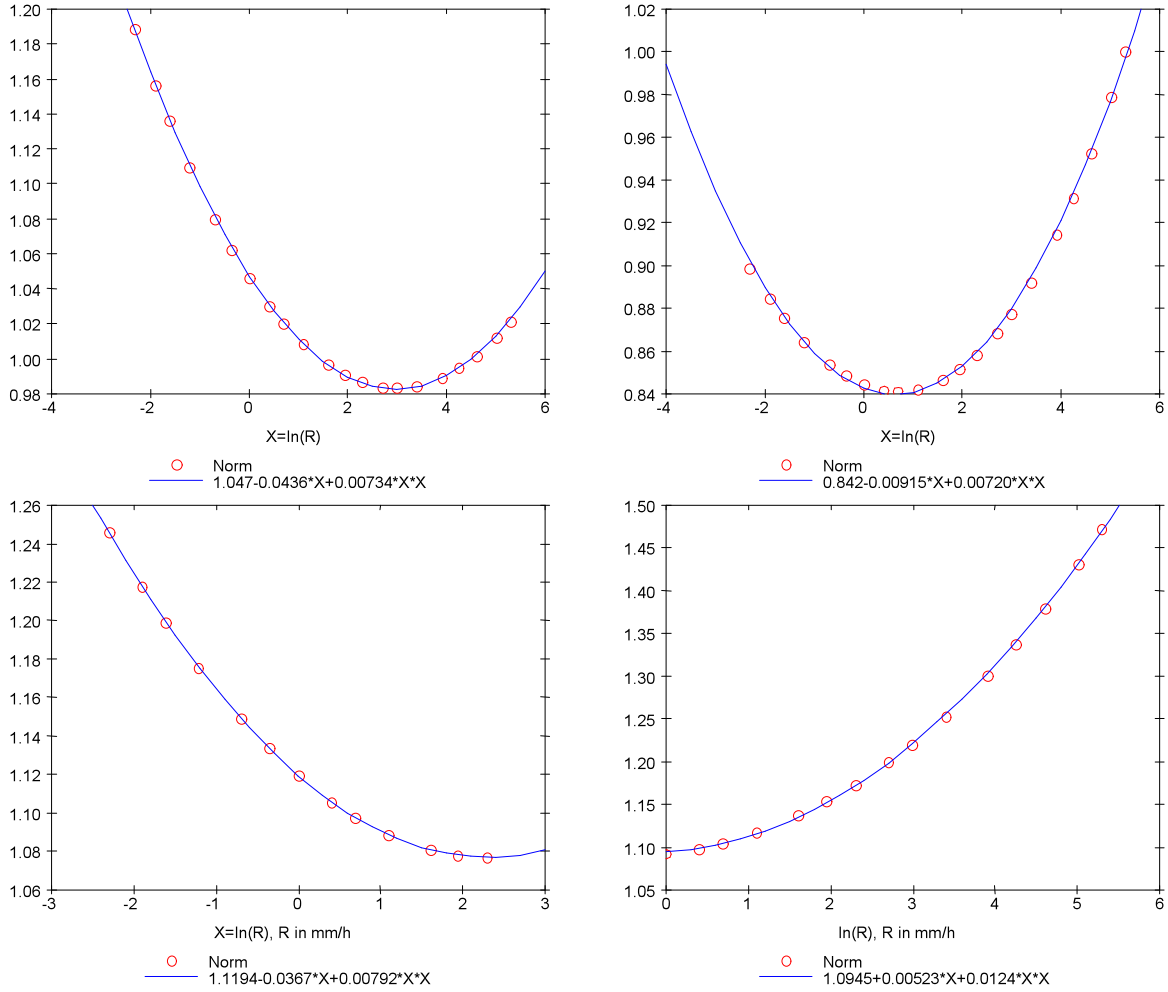 1.20
1.18
1.16
1.14
1.12
1.10
1.08
1.06
1.04
1.02
1.00
0.98
-4 -2 0 2 4 6
X=ln(R)
Norm
1.047-0.0436*X+0.00734*X*X
1.02
1.00
0.98
0.96
0.94
0.92
0.90
0.88
0.86
0.84
-4 -2 0 2 4 6
X=ln(R)
Norm
0.842-0.00915*X+0.00720*X*X
1.26
1.24
1.22
1.20
1.18
1.16
1.14
1.12
1.10
1.08
1.06
-3 -2 -1 0 1 2 3
X=ln(R), R in mm/h
Norm
1.1194-0.0367*X+0.00792*X*X
1.50
1.45
1.40
1.35
1.30
1.25
1.20
1.15
1.10
1.05
0 1 2 3 4 5 6
ln(R), R in mm/h
Norm
1.0945+0.00523*X+0.0124*X*X